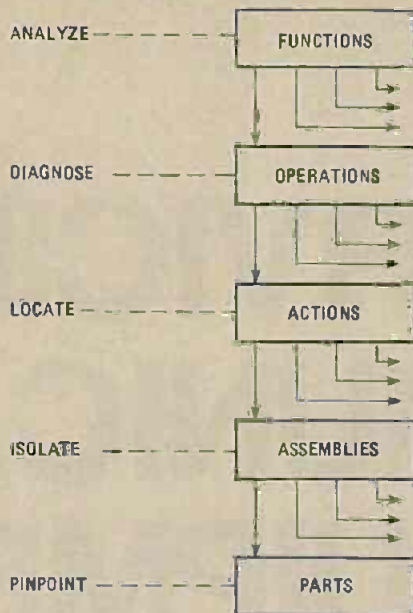 ANALYZE FUNCTIONS
DIAGNOSE OPERATIONS
LOCATE ACTIONS
ISOLATE ASSEMBLIES
PINPOINT PARTS